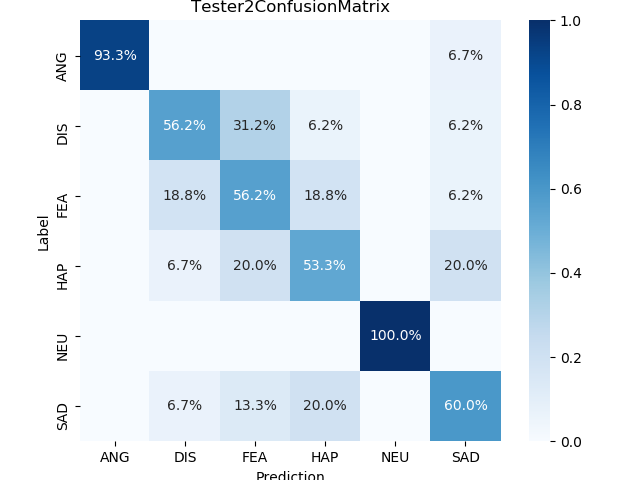 Tester2ConfusionMatrix
Label
ANG 93.3% 6.7%
DIS 56.2% 31.2% 6.2% 6.2%
FEA 18.8% 56.2% 18.8% 6.2%
HAP 6.7% 20.0% 53.3% 20.0%
NEU 100.0%
SAD 6.7% 13.3% 20.0% 60.0%
ANG DIS FEA HAP NEU SAD
Prediction
1.0
0.8
0.6
0.4
0.2
0.0